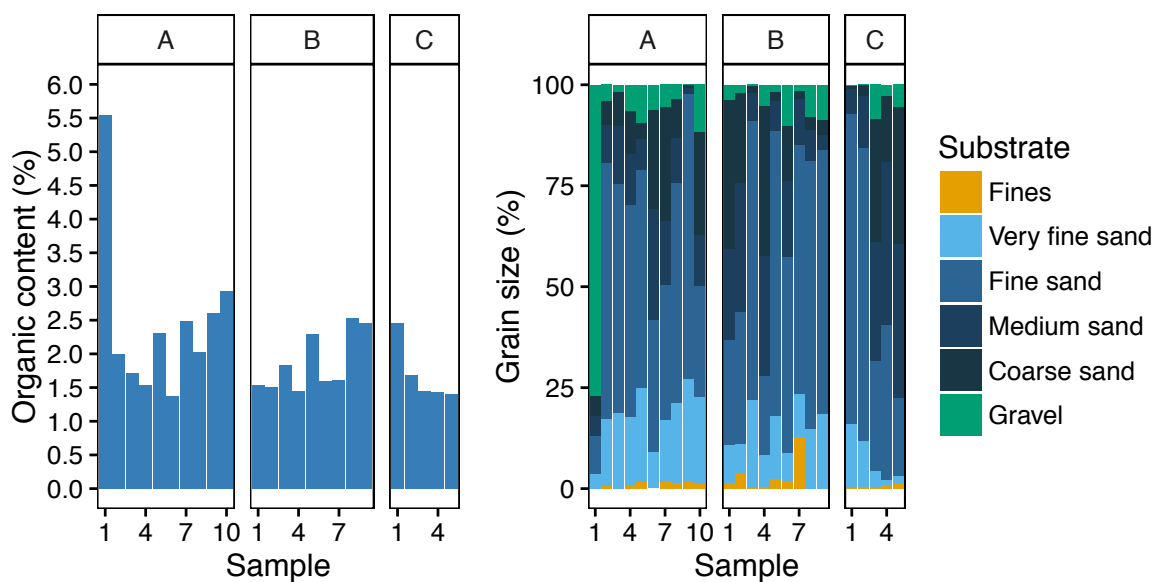 A B C
Organic content (%)
6.0
5.5
5.0
4.5
4.0
3.5
3.0
2.5
2.0
1.5
1.0
0.5
0.0
1 4 7 10 1 4 7 1 4
Sample
A B C
Grain size (%)
100
75
50
25
0
1 4 7 10 1 4 7 1 4
Sample
Substrate
Fines
Very fine sand
Fine sand
Medium sand
Coarse sand
Gravel